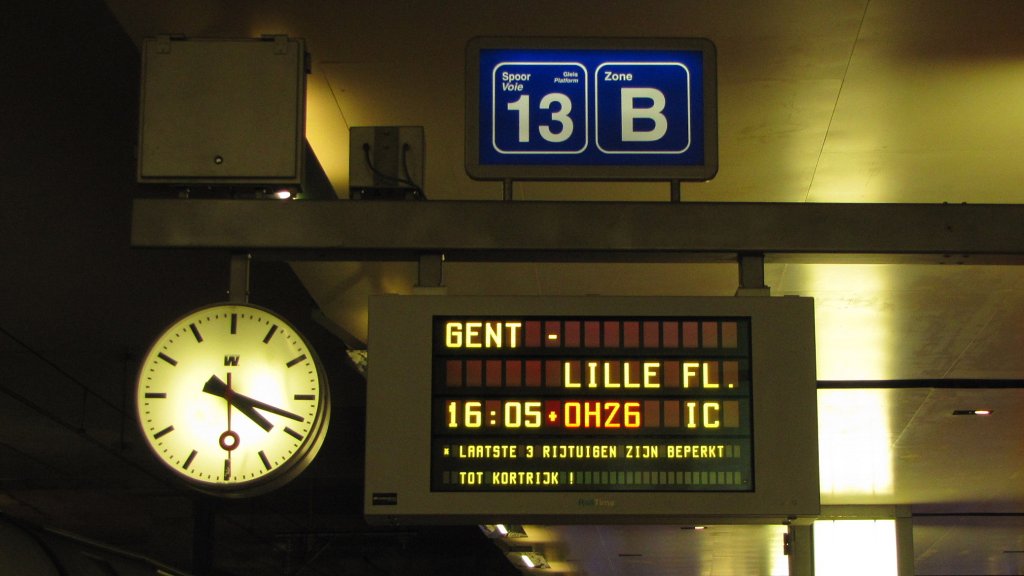 Spoor Gleis
Voie Platform
13
Zone
B
W
GENT -
LILLE FL.
16:05+0H26 IC
* LAATSTE 3 RIJTUIGEN ZIJN BEPERKT
TOT KORTRIJK !